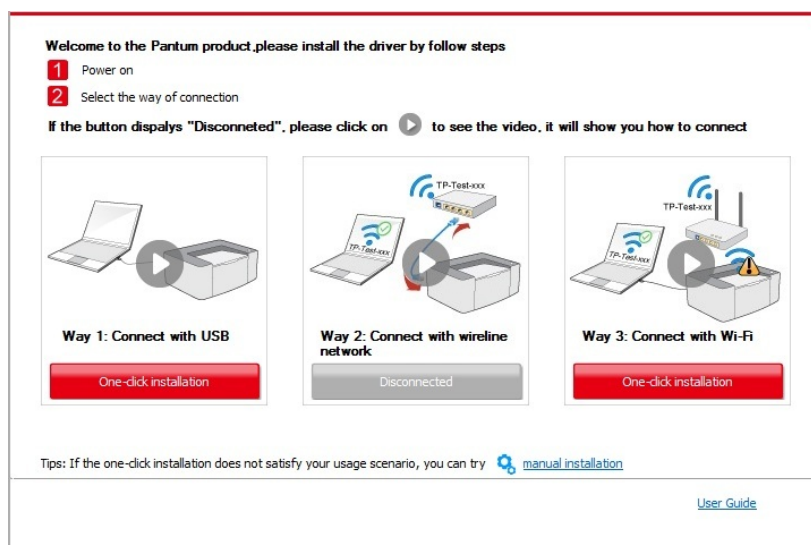 Welcome to the Pantum product,please install the driver by follow steps
1 Power on
2 Select the way of connection
If the button dispalys "Disconneted", please click on to see the video, it will show you how to connect
TP-Test-xxx
TP-Test-xxx
Way 1: Connect with USB
One-click installation
TP-Test-xxx
TP-Test-xxx
Way 2: Connect with wireline
network
Disconnected
Way 3: Connect with Wi-Fi
One-click installation
Tips: If the one-click installation does not satisfy your usage scenario, you can try manual installation
User Guide